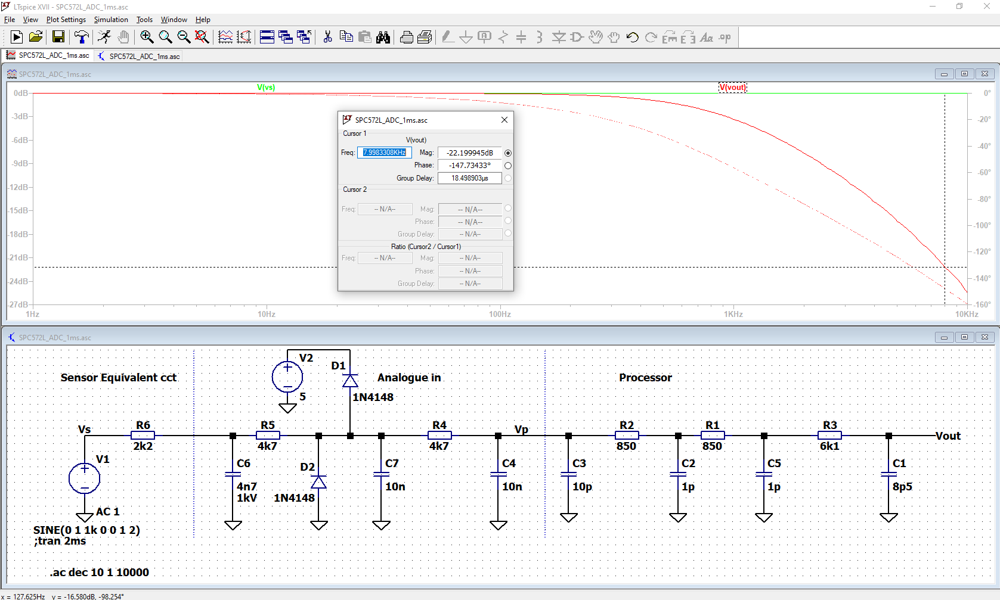 LTspice XVII - SPC572L_ADC_1ms.asc
File View Plot Settings Simulation Tools Window Help
SPC572L_ADC_1ms.asc SPC572L_ADC_1ms.asc
SPC572L_ADC_1ms.asc
V(vs) V(vout)
0dB 0°
-3dB -20°
-6dB -40°
-9dB -60°
-12dB -80°
-15dB -100°
-18dB -120°
-21dB -140°
-24dB -160°
-27dB
1Hz 10Hz 100Hz 1KHz 10KHz
SPC572L_ADC_1ms.asc
Cursor 1
V(vout)
Freq: 7.9983308KHz Mag: -22.199945dB
Phase: -147.73433°
Group Delay: 18.498903µs
Cursor 2
Freq: -- N/A-- Mag: -- N/A--
Phase: -- N/A--
Group Delay: -- N/A--
Ratio (Cursor2 / Cursor1)
Freq: -- N/A-- Mag: -- N/A--
Phase: -- N/A--
Group Delay: -- N/A--
SPC572L_ADC_1ms.asc
Sensor Equivalent cct
Analogue in
Processor
V2
5
D1
1N4148
Vs
R6
2k2
R5
4k7
R4
4k7
Vp
R2
850
R1
850
R3
6k1
Vout
V1
AC 1
SINE(0 1 1k 0 0 1 2)
;tran 2ms
.ac dec 10 1 10000
C6
4n7
1kV
D2
1N4148
C7
10n
C4
10n
C3
10p
C2
1p
C5
1p
C1
8p5
x = 127.625Hz y = -16.580dB, -98.254°